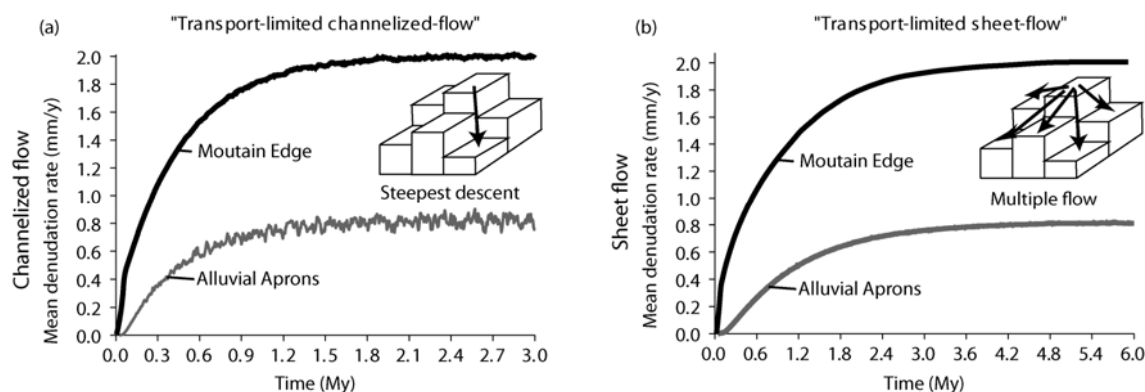 (a)
"Transport-limited channelized-flow"
Channelized flow
Mean denudation rate (mm/y)
2.0
1.8
1.6
1.4
1.2
1.0
0.8
0.6
0.4
0.2
0.0
Moutain Edge
Steepest descent
Alluvial Aprons
0.0 0.3 0.6 0.9 1.2 1.5 1.8 2.1 2.4 2.7 3.0
Time (My)
(b)
"Transport-limited sheet-flow"
Sheet flow
Mean denudation rate (mm/y)
2.0
1.8
1.6
1.4
1.2
1.0
0.8
0.6
0.4
0.2
0.0
Moutain Edge
Multiple flow
Alluvial Aprons
0.0 0.6 1.2 1.8 2.4 3.0 3.6 4.2 4.8 5.4 6.0
Time (My)